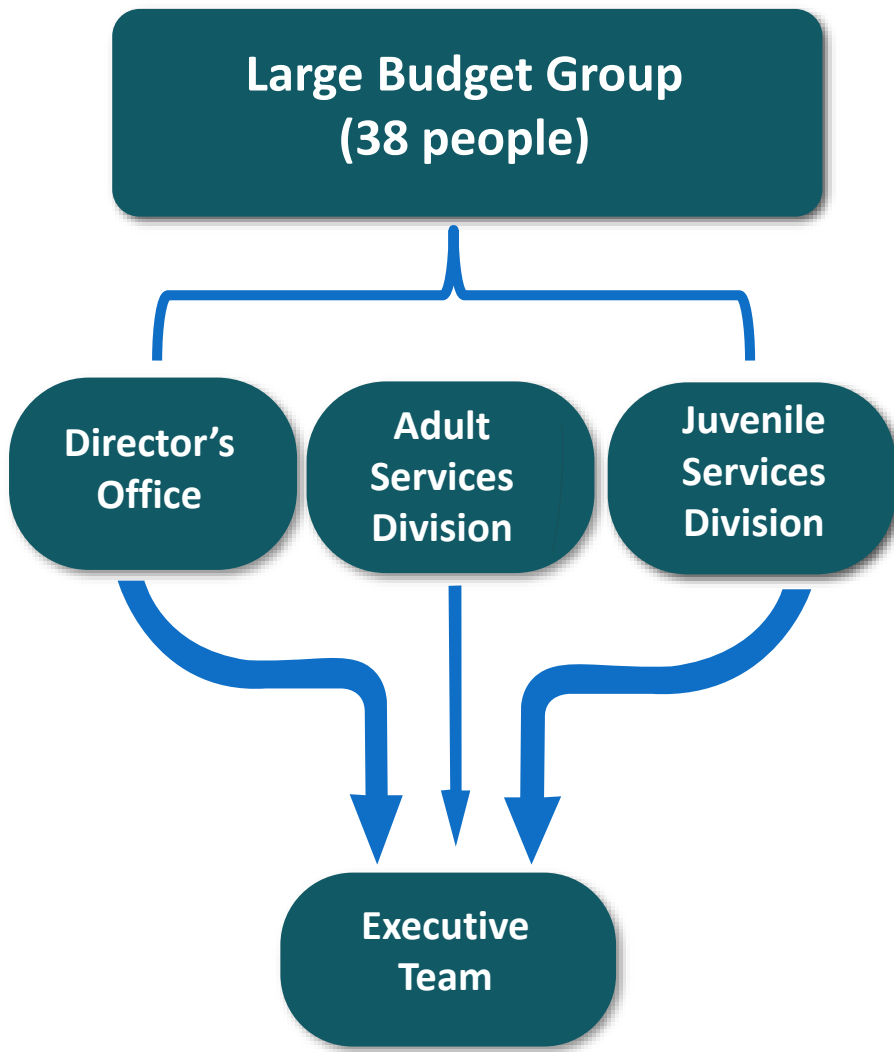 Large Budget Group
(38 people)
Director’s
Office
Adult
Services
Division
Juvenile
Services
Division
Executive
Team